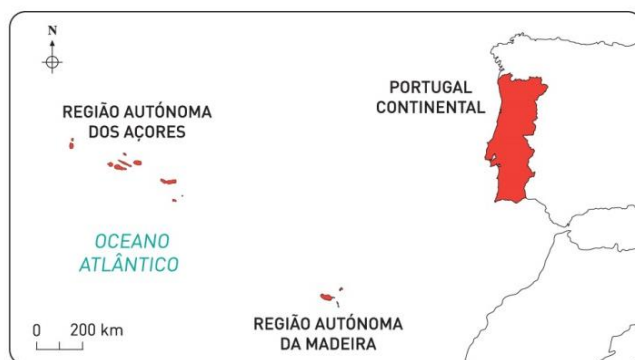 N
PORTUGAL
CONTINENTAL
REGIÃO AUTÓNOMA
DOS AÇORES
OCEANO
ATLÂNTICO
REGIÃO AUTÓNOMA
DA MADEIRA
0 200 km